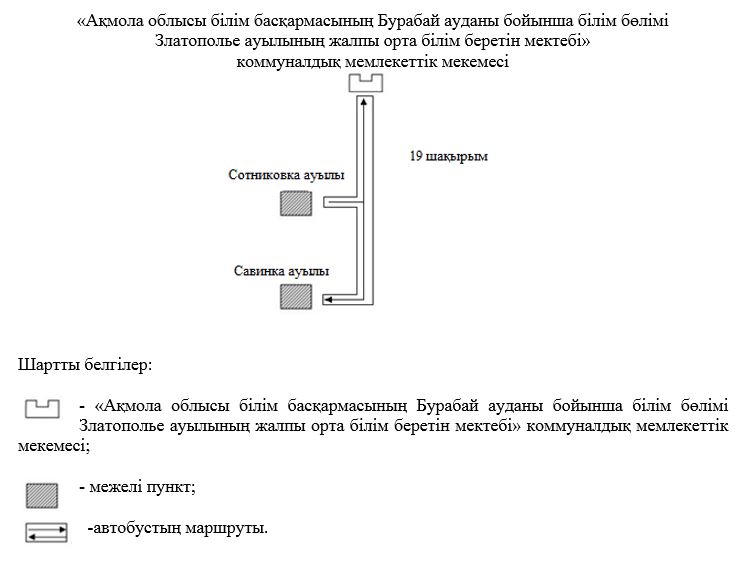 «Ақмола облысы білім басқармасының Бурабай ауданы бойынша білім бөлімі
Златополье ауылының жалпы орта білім беретін мектебі»
коммуналдық мемлекеттік мекемесі
19 шақырым
Сотниковка ауылы
Савинка ауылы
Шартты белгілер:
- «Ақмола облысы білім басқармасының Бурабай ауданы бойынша білім бөлімі
Златополье ауылының жалпы орта білім беретін мектебі» коммуналдық мемлекеттік
мекемесі;
- межелі пункт;
-автобустың маршруты.